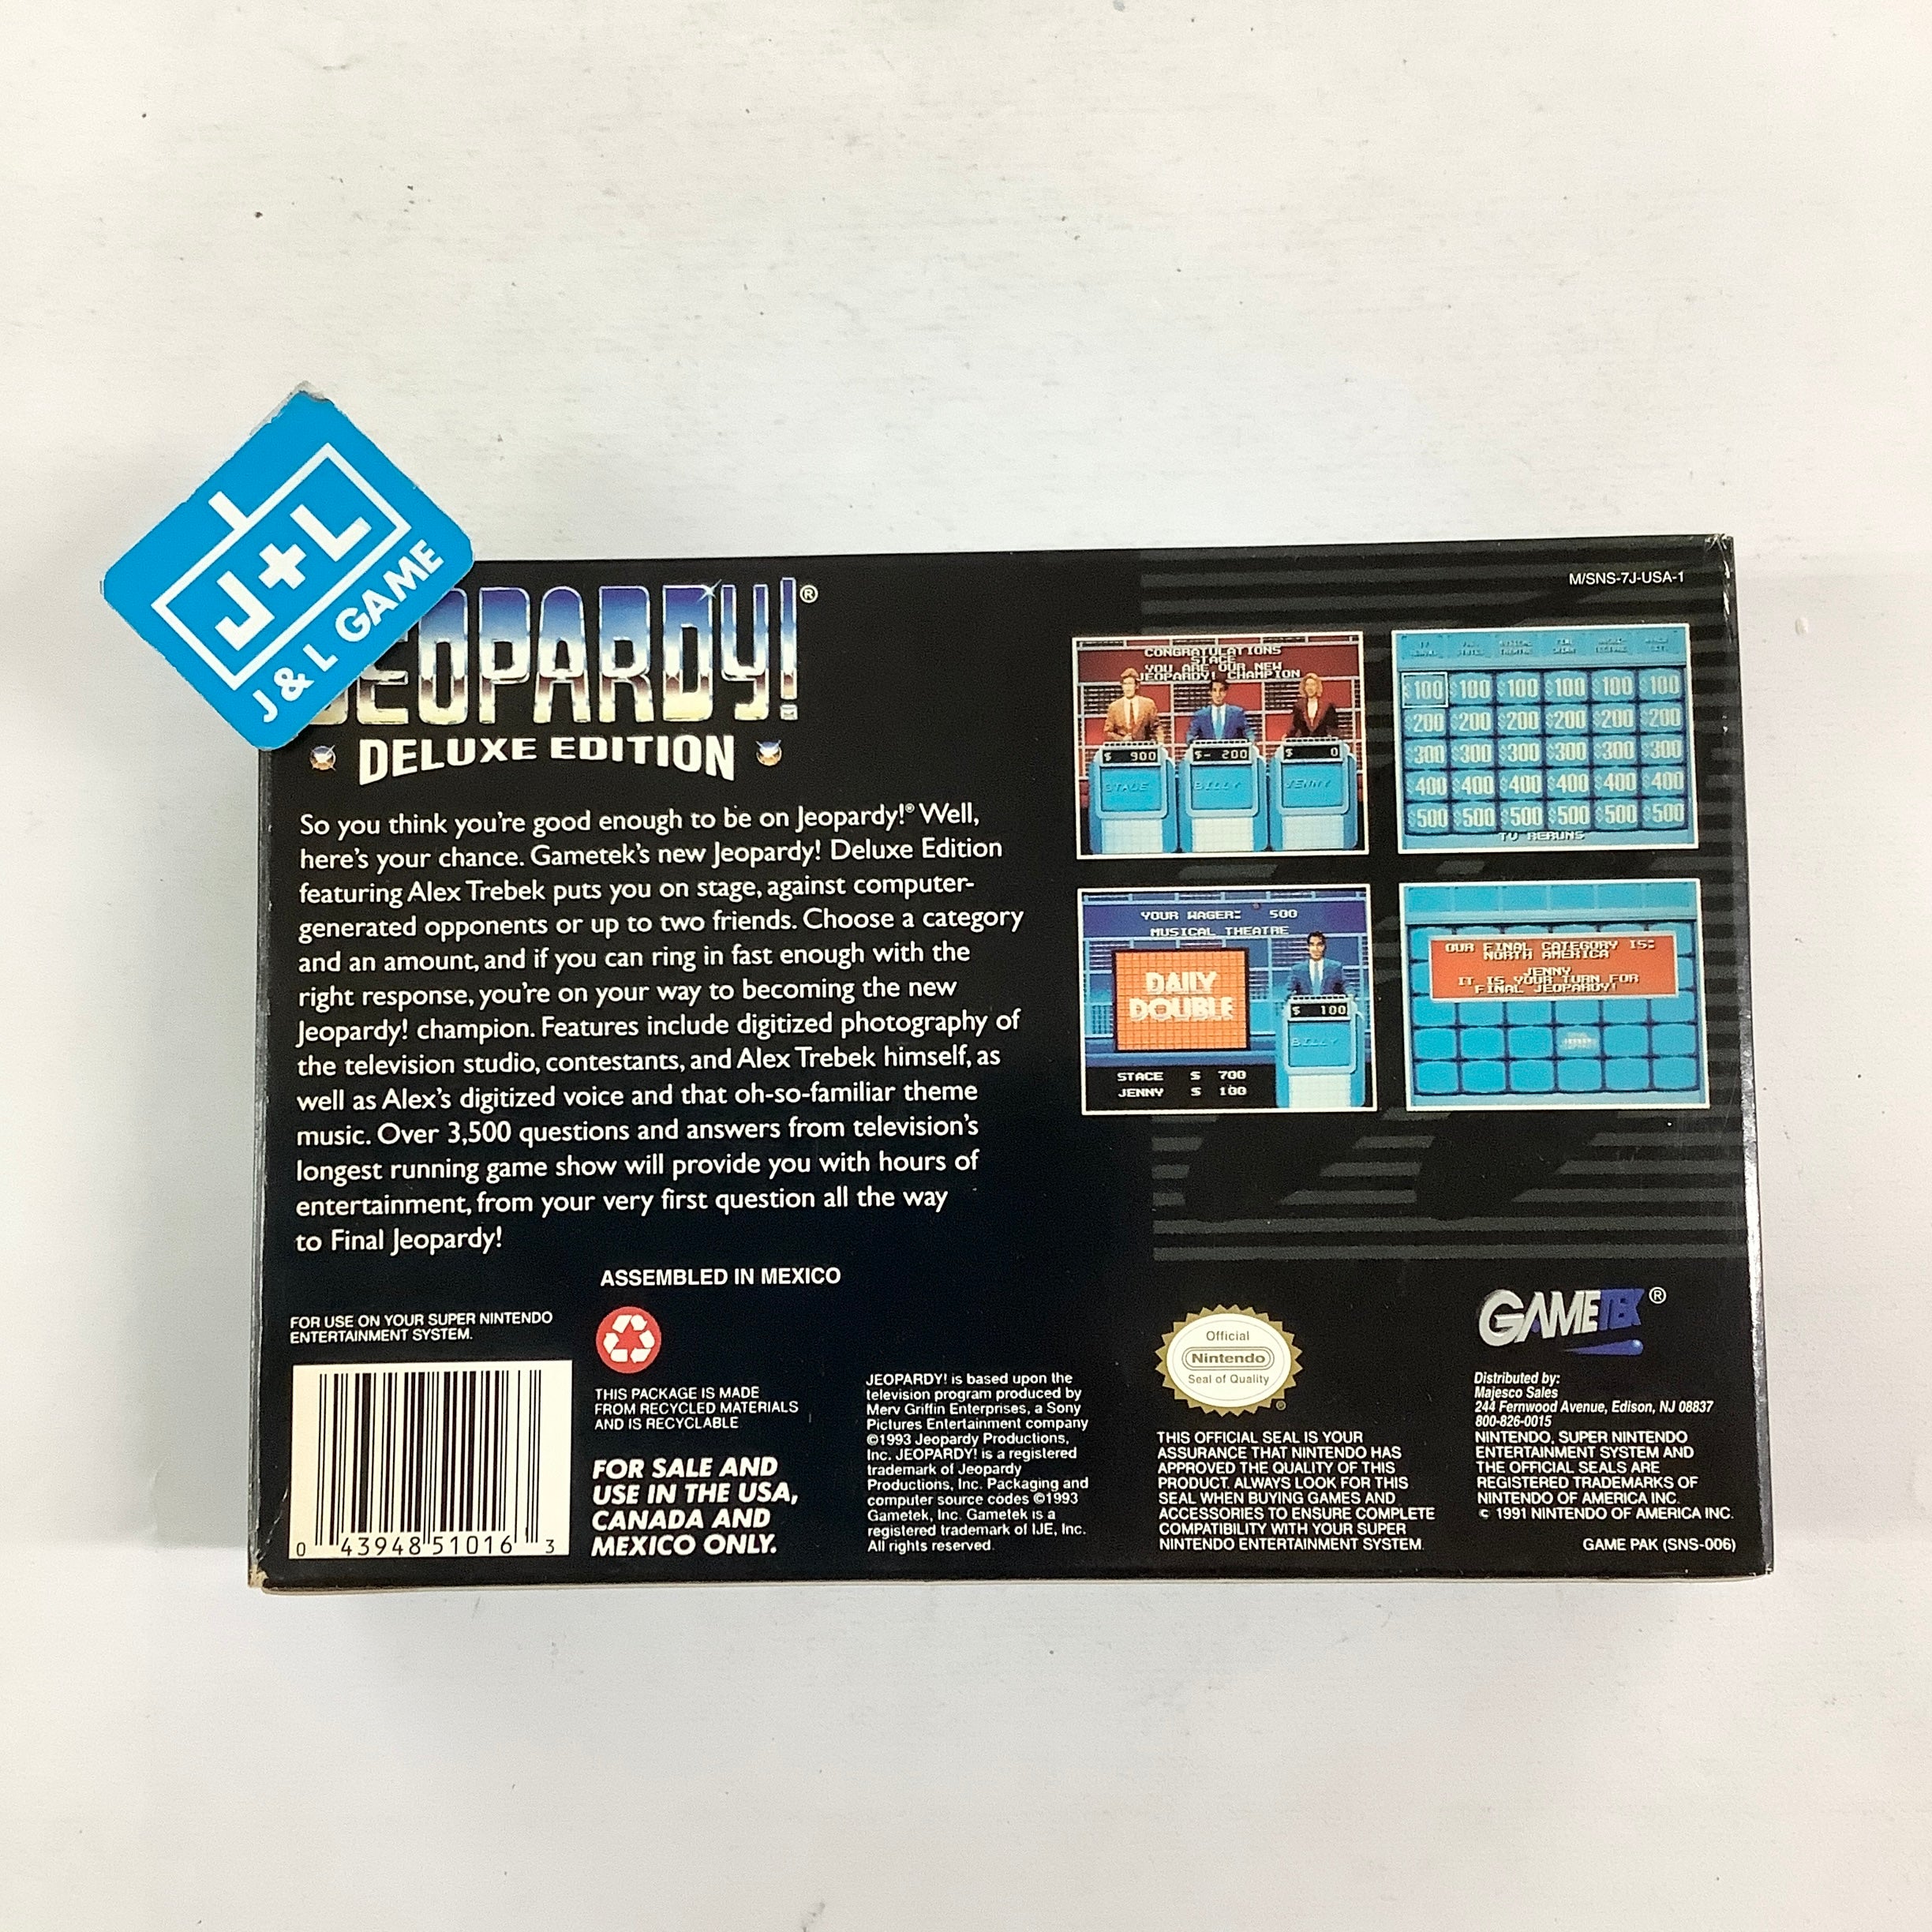 J+L
J & L GAME
JEOPARDY!®
DELUXE EDITION
So you think you're good enough to be on Jeopardy!® Well,
here's your chance. Gametek's new Jeopardy! Deluxe Edition
featuring Alex Trebek puts you on stage, against computer-
generated opponents or up to two friends. Choose a category
and an amount, and if you can ring in fast enough with the
right response, you're on your way to becoming the new
Jeopardy! champion. Features include digitized photography of
the television studio, contestants, and Alex Trebek himself, as
well as Alex's digitized voice and that oh-so-familiar theme
music. Over 3,500 questions and answers from television's
longest running game show will provide you with hours of
entertainment, from your very first question all the way
to Final Jeopardy!
M/SNS-7J-USA-1
CONGRATULATIONS
STACE
YOU ARE OUR NEW
JEOPARDY! CHAMPION
$ 900 $- 200 $ 0
STACE BILLY JENNY
$100 $100 $100 $100 $100 $100
$200 $200 $200 $200 $200 $200
$300 $300 $300 $300 $300 $300
$400 $400 $400 $400 $400 $400
$500 $500 $500 $500 $500 $500
TV RERUNS
YOUR WAGER: 500
MUSICAL THEATRE
DAILY
DOUBLE
$ 100
BILLY
STACE $ 700
JENNY $ 100
OUR FINAL CATEGORY IS:
NORTH AMERICA
JENNY
IT IS YOUR TURN FOR
FINAL JEOPARDY!
ASSEMBLED IN MEXICO
FOR USE ON YOUR SUPER NINTENDO
ENTERTAINMENT SYSTEM.
0 43948 51016 3
THIS PACKAGE IS MADE
FROM RECYCLED MATERIALS
AND IS RECYCLABLE
FOR SALE AND
USE IN THE USA,
CANADA AND
MEXICO ONLY.
JEOPARDY! is based upon the
television program produced by
Merv Griffin Enterprises, a Sony
Pictures Entertainment company
©1993 Jeopardy Productions,
Inc. JEOPARDY! is a registered
trademark of Jeopardy
Productions, Inc. Packaging and
computer source codes ©1993
Gametek, Inc. Gametek is a
registered trademark of IJE, Inc.
All rights reserved.
Official
Nintendo
Seal of Quality
®
THIS OFFICIAL SEAL IS YOUR
ASSURANCE THAT NINTENDO HAS
APPROVED THE QUALITY OF THIS
PRODUCT. ALWAYS LOOK FOR THIS
SEAL WHEN BUYING GAMES AND
ACCESSORIES TO ENSURE COMPLETE
COMPATIBILITY WITH YOUR SUPER
NINTENDO ENTERTAINMENT SYSTEM.
GAMETEK®
Distributed by:
Majesco Sales
244 Fernwood Avenue, Edison, NJ 08837
800-826-0015
NINTENDO, SUPER NINTENDO
ENTERTAINMENT SYSTEM AND
THE OFFICIAL SEALS ARE
REGISTERED TRADEMARKS OF
NINTENDO OF AMERICA INC.
© 1991 NINTENDO OF AMERICA INC.
GAME PAK (SNS-006)